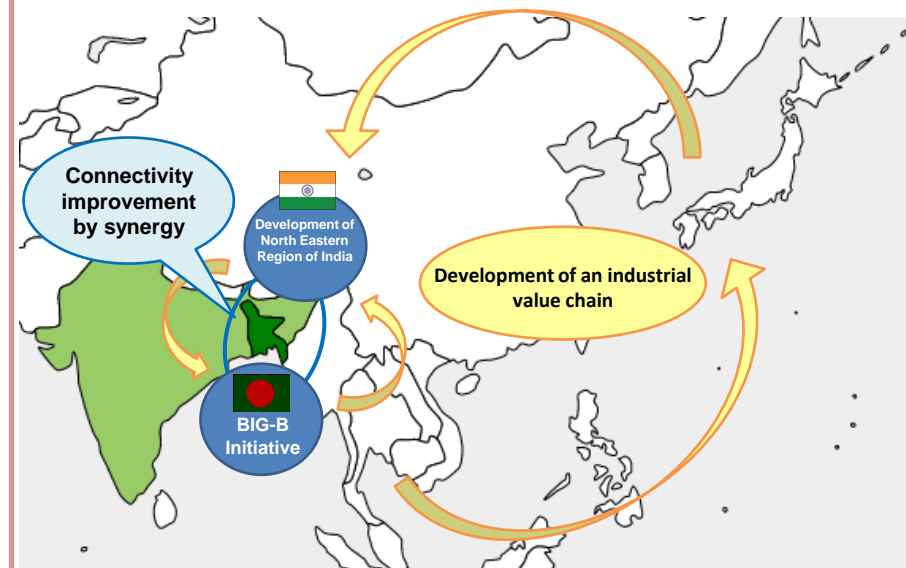 Connectivity
improvement
by synergy
Development of
North Eastern
Region of India
Development of an industrial
value chain
BIG-B
Initiative